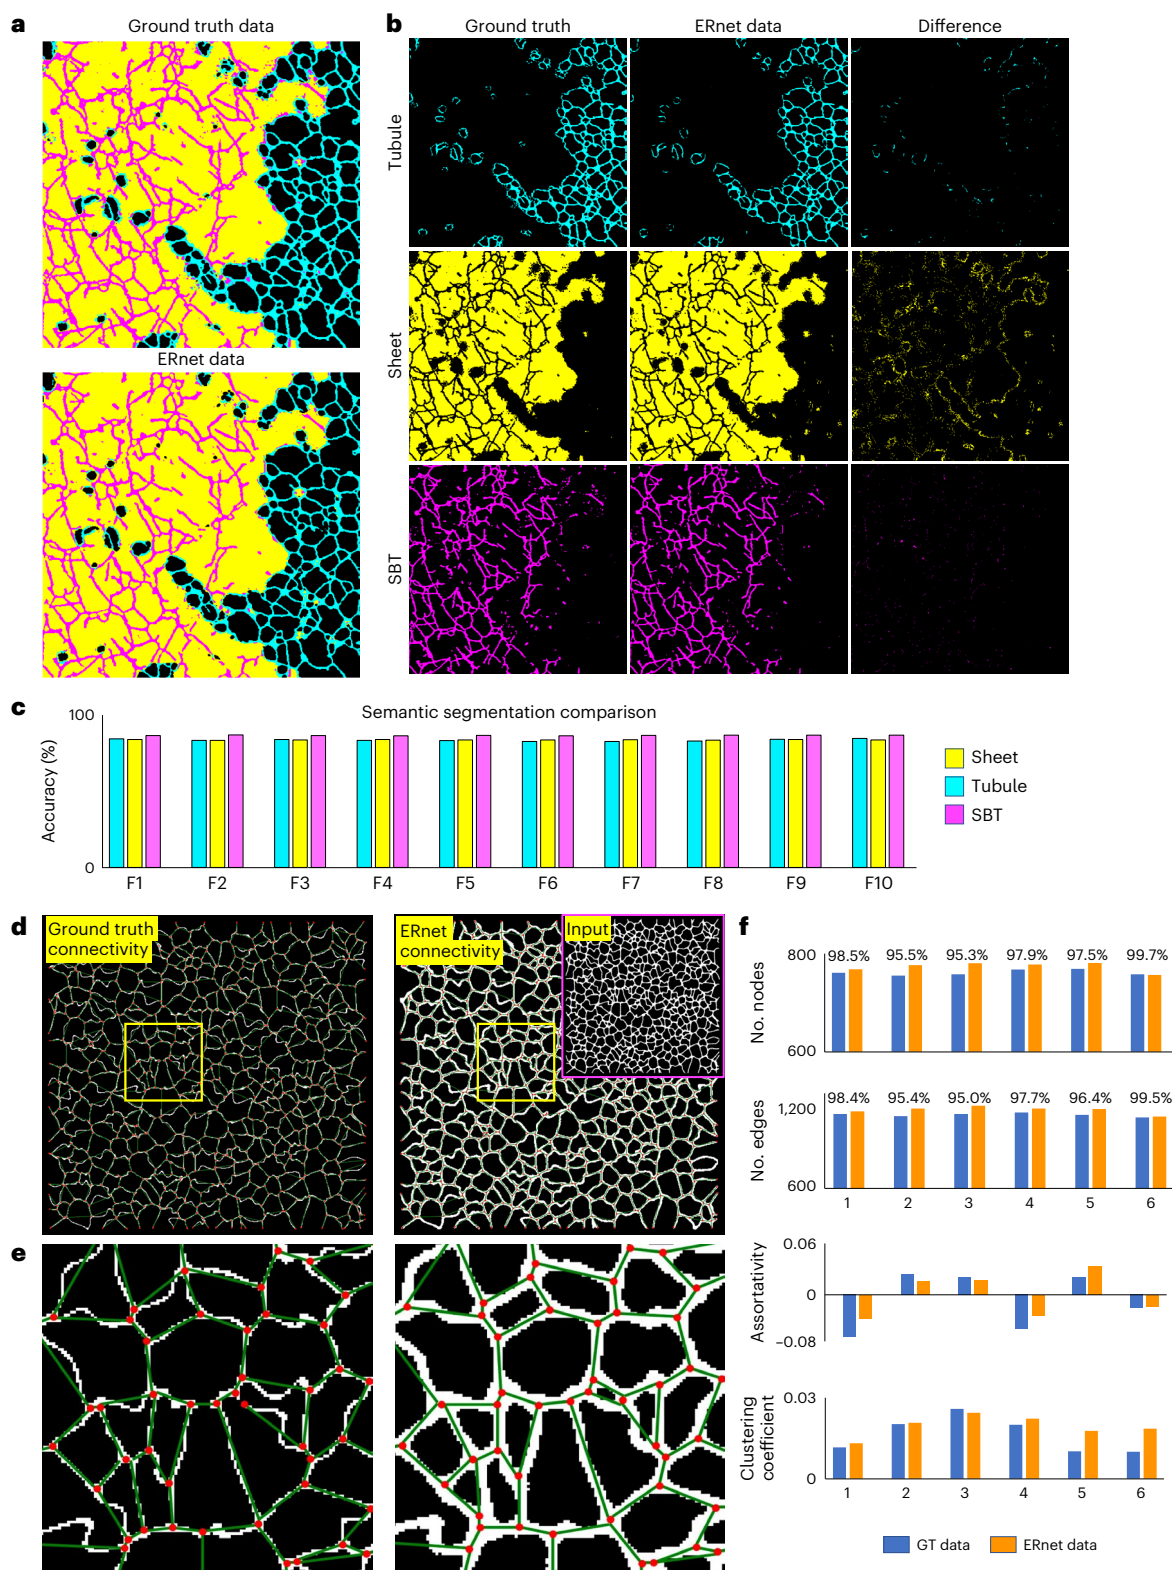 a
Ground truth data
ERnet data
b
Ground truth
ERnet data
Difference
Tubule
Sheet
SBT
c
Semantic segmentation comparison
Accuracy (%)
100
0
F1 F2 F3 F4 F5 F6 F7 F8 F9 F10
Sheet
Tubule
SBT
d
Ground truth
connectivity
ERnet
connectivity
Input
e
f
No. nodes
800
600
98.5% 95.5% 95.3% 97.9% 97.5% 99.7%
No. edges
1,200
600
98.4% 95.4% 95.0% 97.7% 96.4% 99.5%
1 2 3 4 5 6
Assortativity
0.06
0
−0.08
Clustering
coefficient
0.03
0
1 2 3 4 5 6
GT data
ERnet data